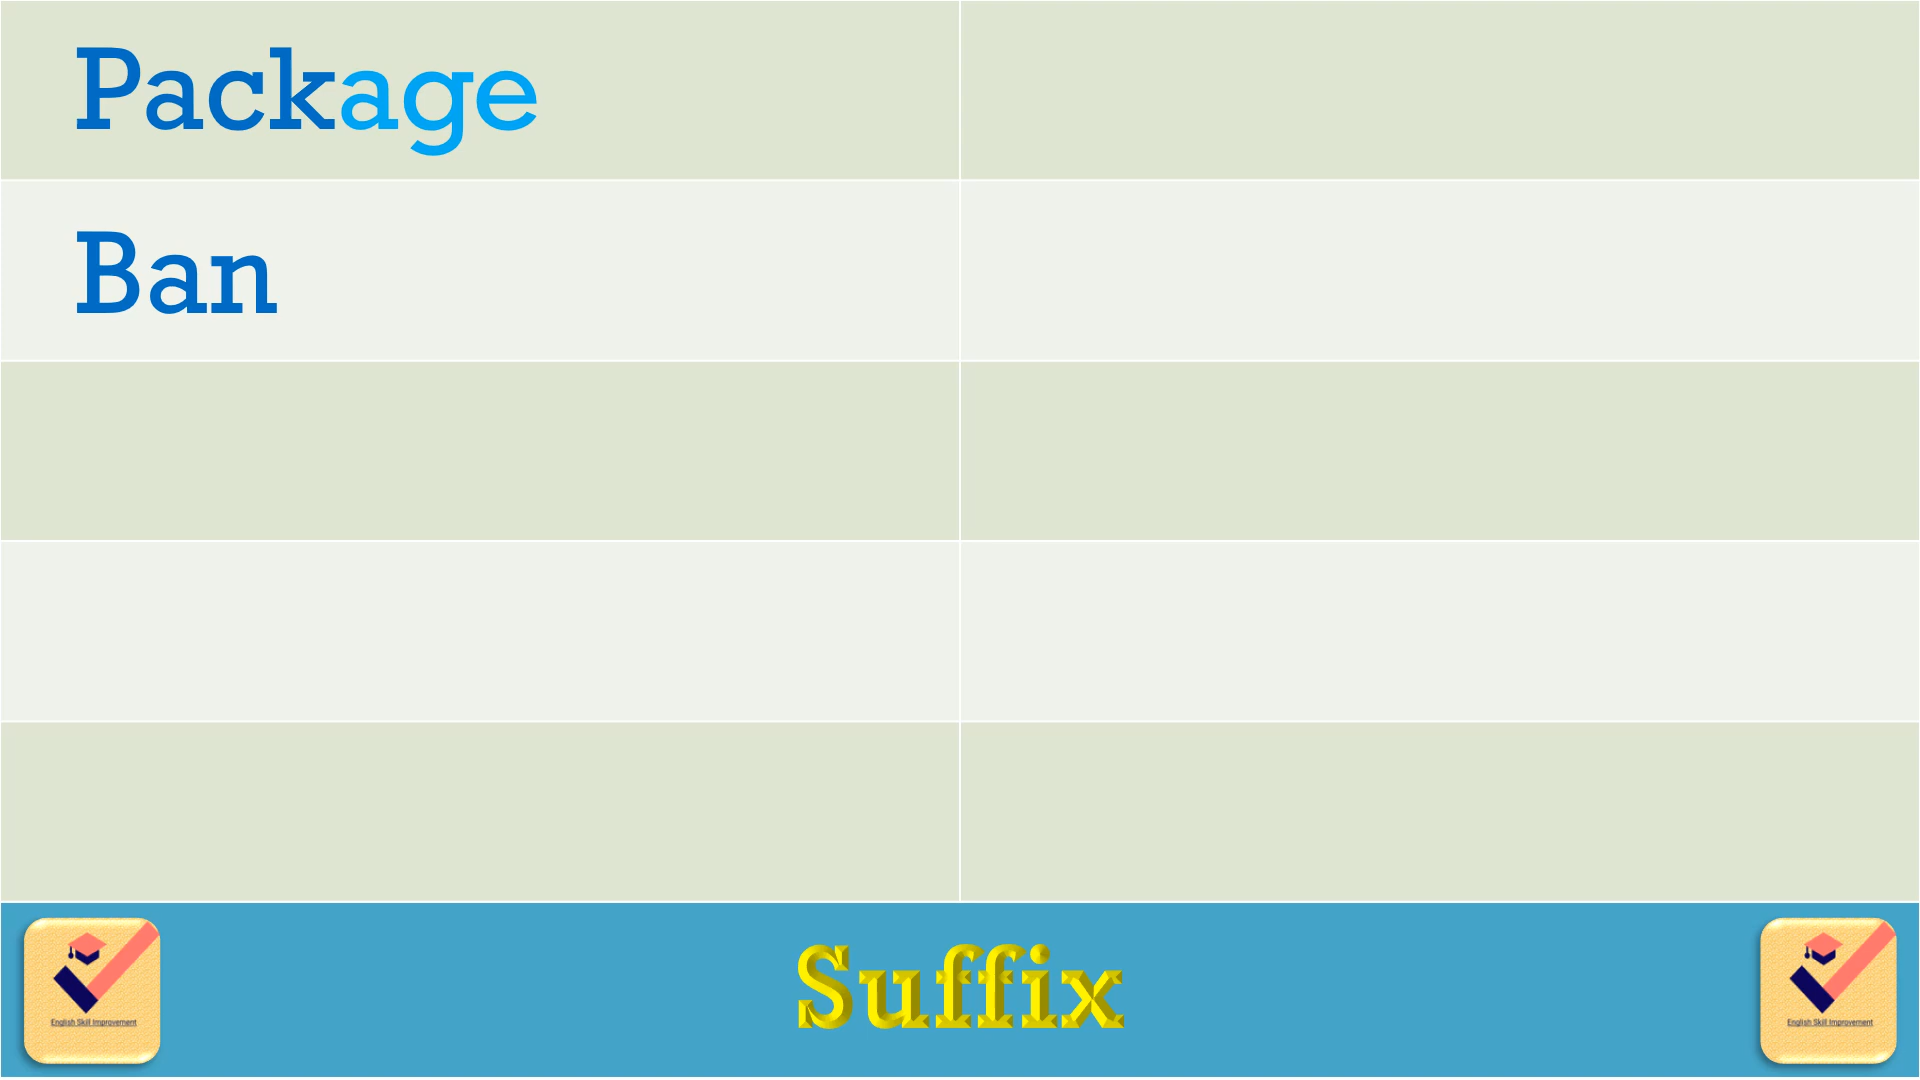 Package
Ban
Suffix
English Skill Improvement
English Skill Improvement